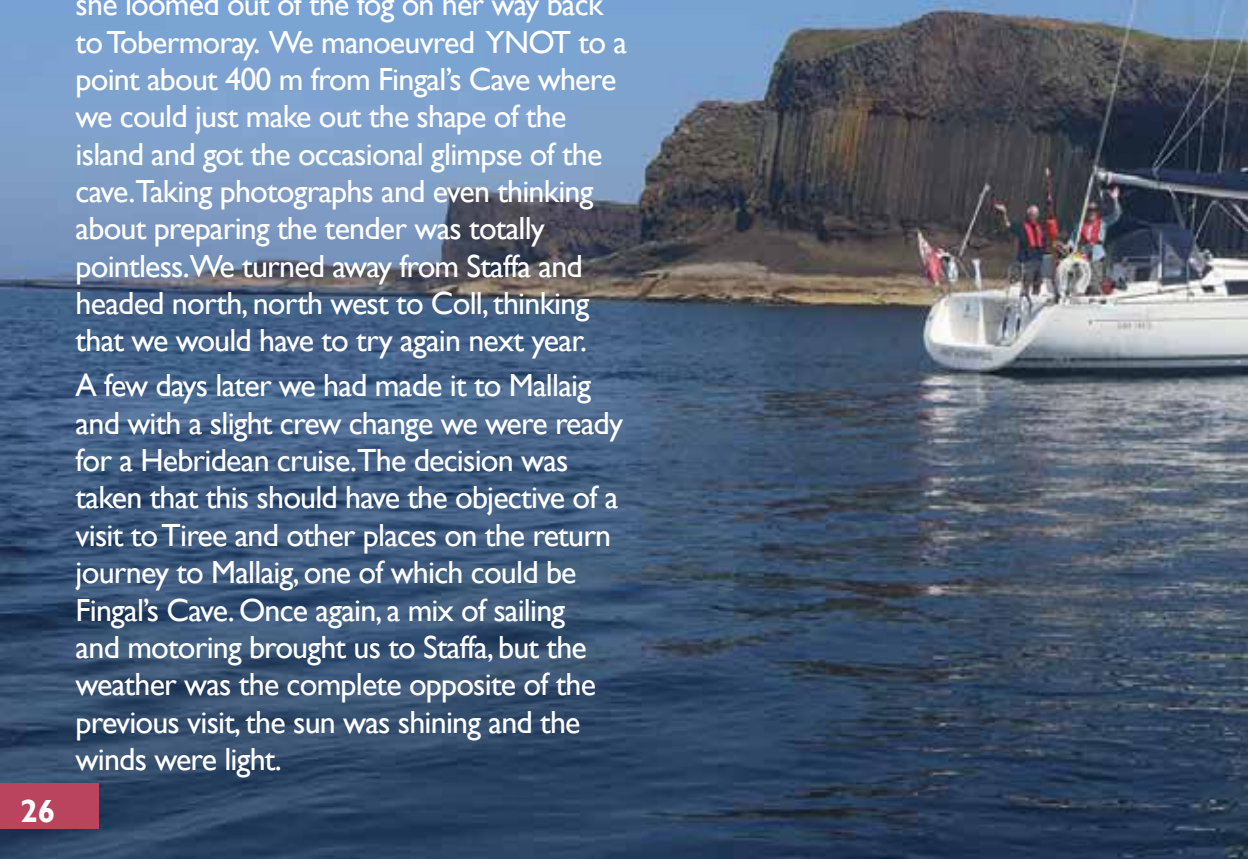 she loomed out of the fog on her way back
to Tobermoray. We manoeuvred YNOT to a
point about 400 m from Fingal's Cave where
we could just make out the shape of the
island and got the occasional glimpse of the
cave. Taking photographs and even thinking
about preparing the tender was totally
pointless. We turned away from Staffa and
headed north, north west to Coll, thinking
that we would have to try again next year.
A few days later we had made it to Mallaig
and with a slight crew change we were ready
for a Hebridean cruise. The decision was
taken that this should have the objective of a
visit to Tiree and other places on the return
journey to Mallaig, one of which could be
Fingal's Cave. Once again, a mix of sailing
and motoring brought us to Staffa, but the
weather was the complete opposite of the
previous visit, the sun was shining and the
winds were light.
26